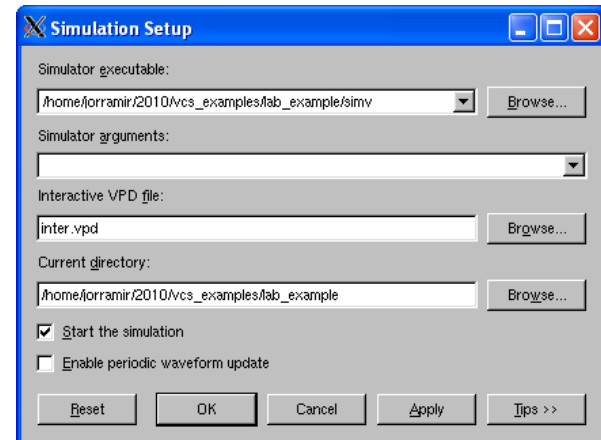 Simulation Setup
Simulator executable:
/home/jorramir/2010/vcs_examples/lab_example/simv
Browse...
Simulator arguments:
Interactive VPD file:
inter.vpd
Browse...
Current directory:
/home/jorramir/2010/vcs_examples/lab_example
Browse...
Start the simulation
Enable periodic waveform update
Reset OK Cancel Apply Tips >>